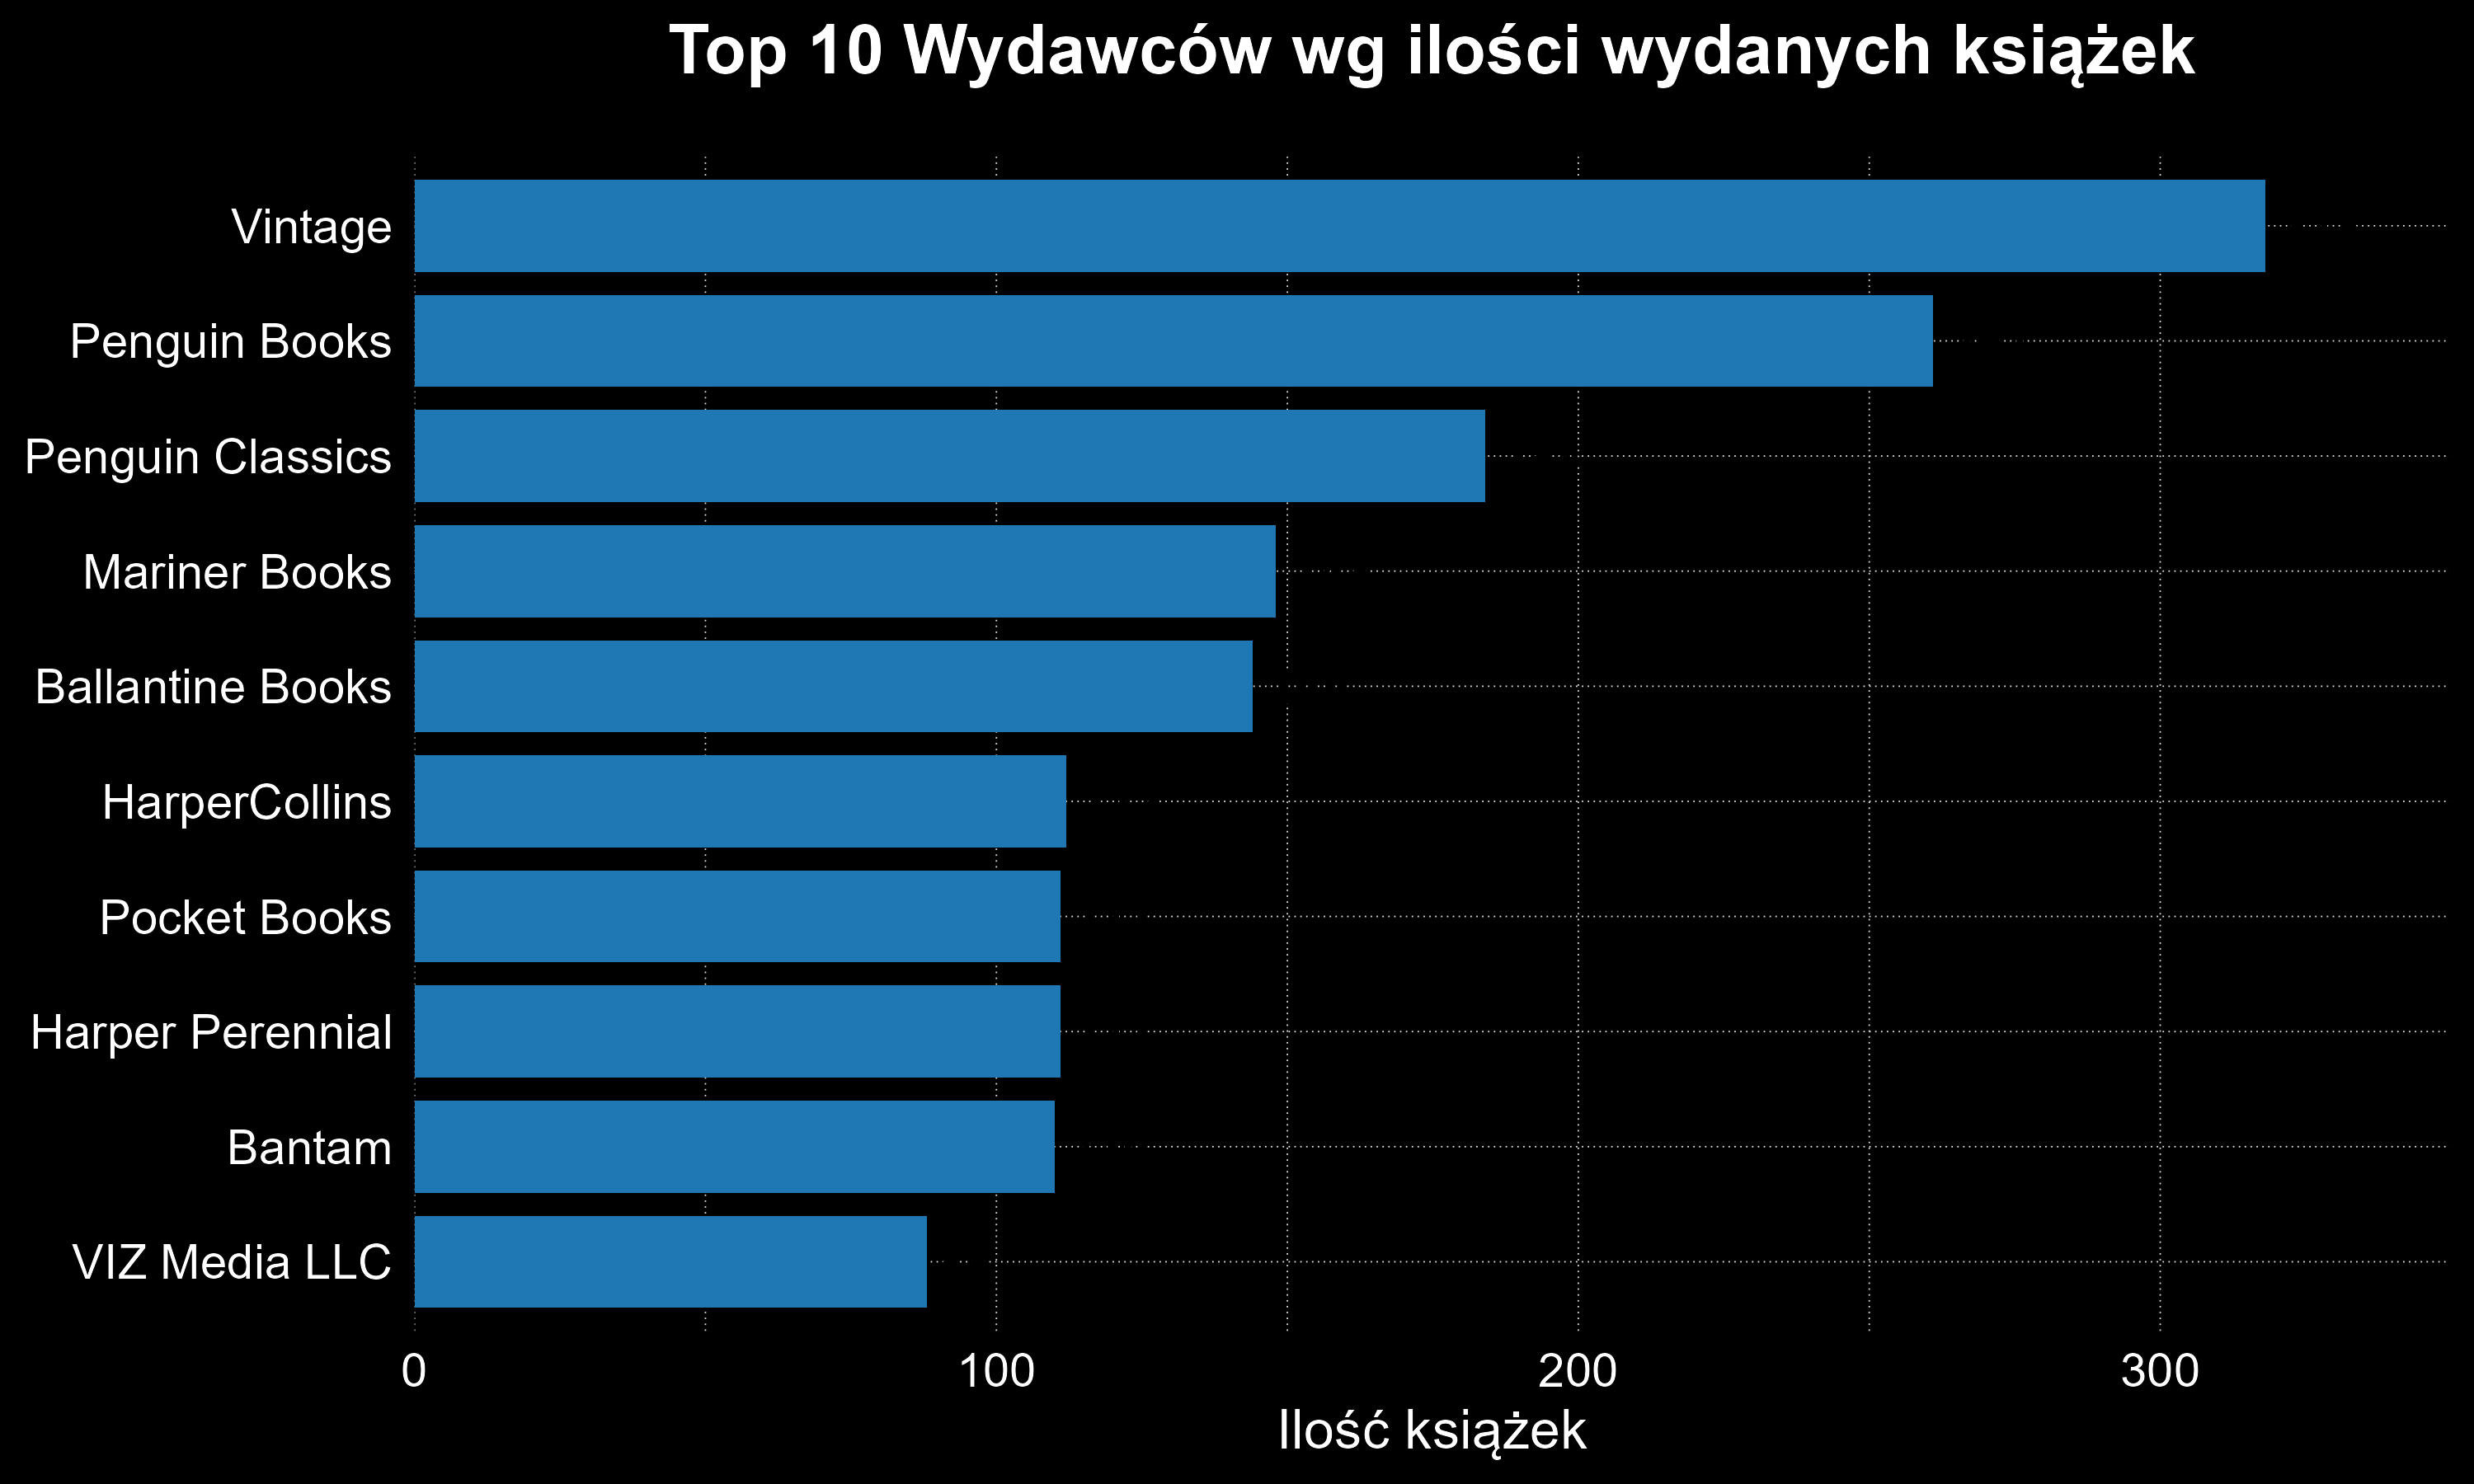 Top 10 Wydawców wg ilości wydanych książek
Vintage
Penguin Books
Penguin Classics
Mariner Books
Ballantine Books
HarperCollins
Pocket Books
Harper Perennial
Bantam
VIZ Media LLC
0 100 200 300
Ilość książek